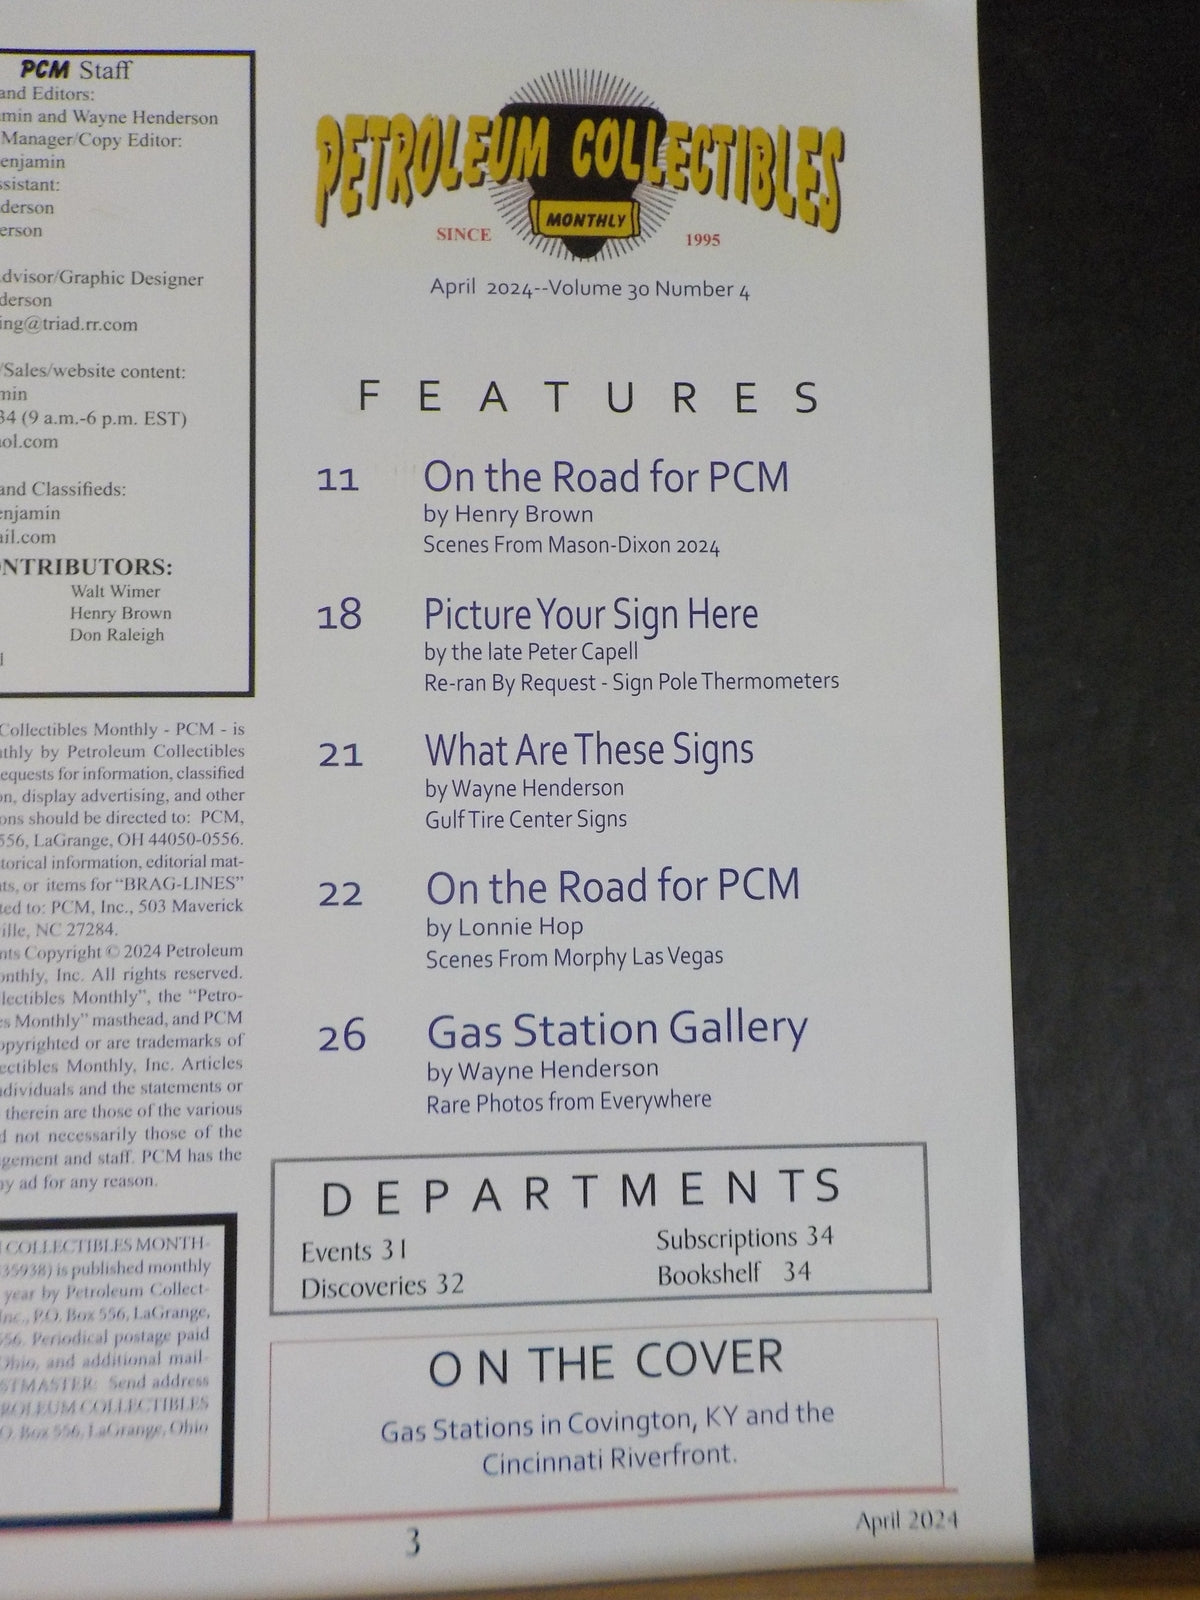 PCM Staff
and Editors:
min and Wayne Henderson
Manager/Copy Editor:
enjamin
ssistant:
derson
erson
dvisor/Graphic Designer
derson
ing@triad.rr.com
/Sales/website content:
min
34 (9 a.m.-6 p.m. EST)
ol.com
and Classifieds:
enjamin
ail.com
NTRIBUTORS:
Walt Wimer
Henry Brown
Don Raleigh
l
Collectibles Monthly - PCM - is
thly by Petroleum Collectibles
equests for information, classified
on, display advertising, and other
ons should be directed to: PCM,
556, LaGrange, OH 44050-0556.
torical information, editorial mat-
ts, or items for "BRAG-LINES"
ted to: PCM, Inc., 503 Maverick
ille, NC 27284.
nts Copyright © 2024 Petroleum
onthly, Inc. All rights reserved.
lectibles Monthly", the "Petro-
s Monthly" masthead, and PCM
opyrighted or are trademarks of
ectibles Monthly, Inc. Articles
ndividuals and the statements or
therein are those of the various
d not necessarily those of the
gement and staff. PCM has the
ny ad for any reason.
COLLECTIBLES MONTH-
35938) is published monthly
year by Petroleum Collect-
Inc., P.O. Box 556, LaGrange,
56. Periodical postage paid
Ohio, and additional mail-
STMASTER: Send address
ROLEUM COLLECTIBLES
O. Box 556, LaGrange, Ohio
PETROLEUM COLLECTIBLES
MONTHLY
SINCE 1995
April 2024--Volume 30 Number 4
FEATURES
11 On the Road for PCM
by Henry Brown
Scenes From Mason-Dixon 2024
18 Picture Your Sign Here
by the late Peter Capell
Re-ran By Request - Sign Pole Thermometers
21 What Are These Signs
by Wayne Henderson
Gulf Tire Center Signs
22 On the Road for PCM
by Lonnie Hop
Scenes From Morphy Las Vegas
26 Gas Station Gallery
by Wayne Henderson
Rare Photos from Everywhere
DEPARTMENTS
Events 31 Subscriptions 34
Discoveries 32 Bookshelf 34
ON THE COVER
Gas Stations in Covington, KY and the
Cincinnati Riverfront.
3 April 2024